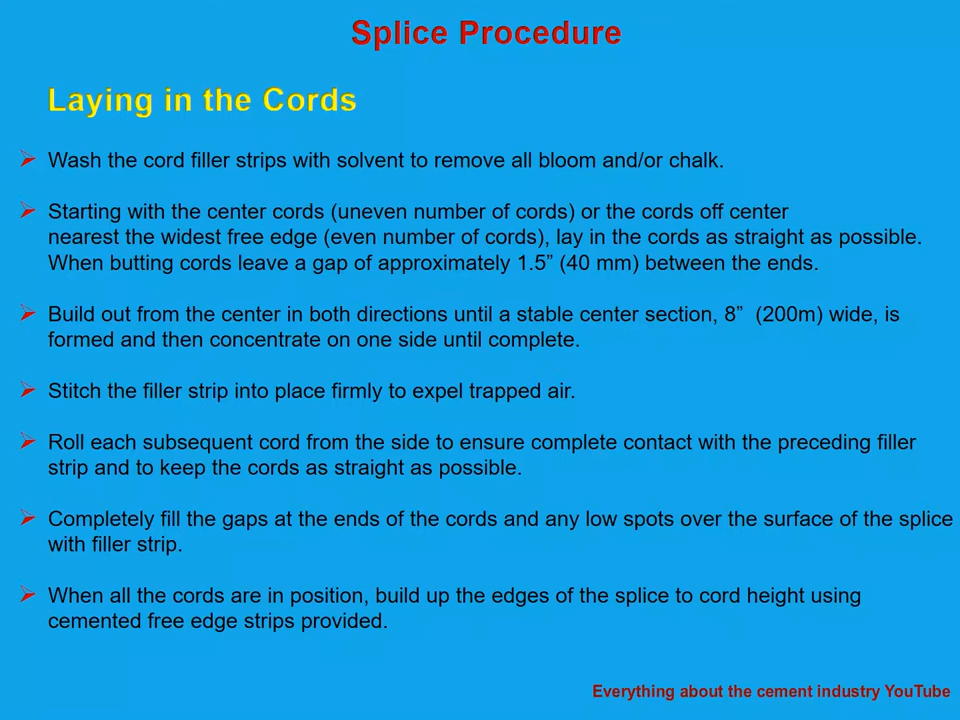 Splice Procedure
Laying in the Cords
➢ Wash the cord filler strips with solvent to remove all bloom and/or chalk.
➢ Starting with the center cords (uneven number of cords) or the cords off center
nearest the widest free edge (even number of cords), lay in the cords as straight as possible.
When butting cords leave a gap of approximately 1.5” (40 mm) between the ends.
➢ Build out from the center in both directions until a stable center section, 8”  (200m) wide, is
formed and then concentrate on one side until complete.
➢ Stitch the filler strip into place firmly to expel trapped air.
➢ Roll each subsequent cord from the side to ensure complete contact with the preceding filler
strip and to keep the cords as straight as possible.
➢ Completely fill the gaps at the ends of the cords and any low spots over the surface of the splice
with filler strip.
➢ When all the cords are in position, build up the edges of the splice to cord height using
cemented free edge strips provided.
Everything about the cement industry YouTube